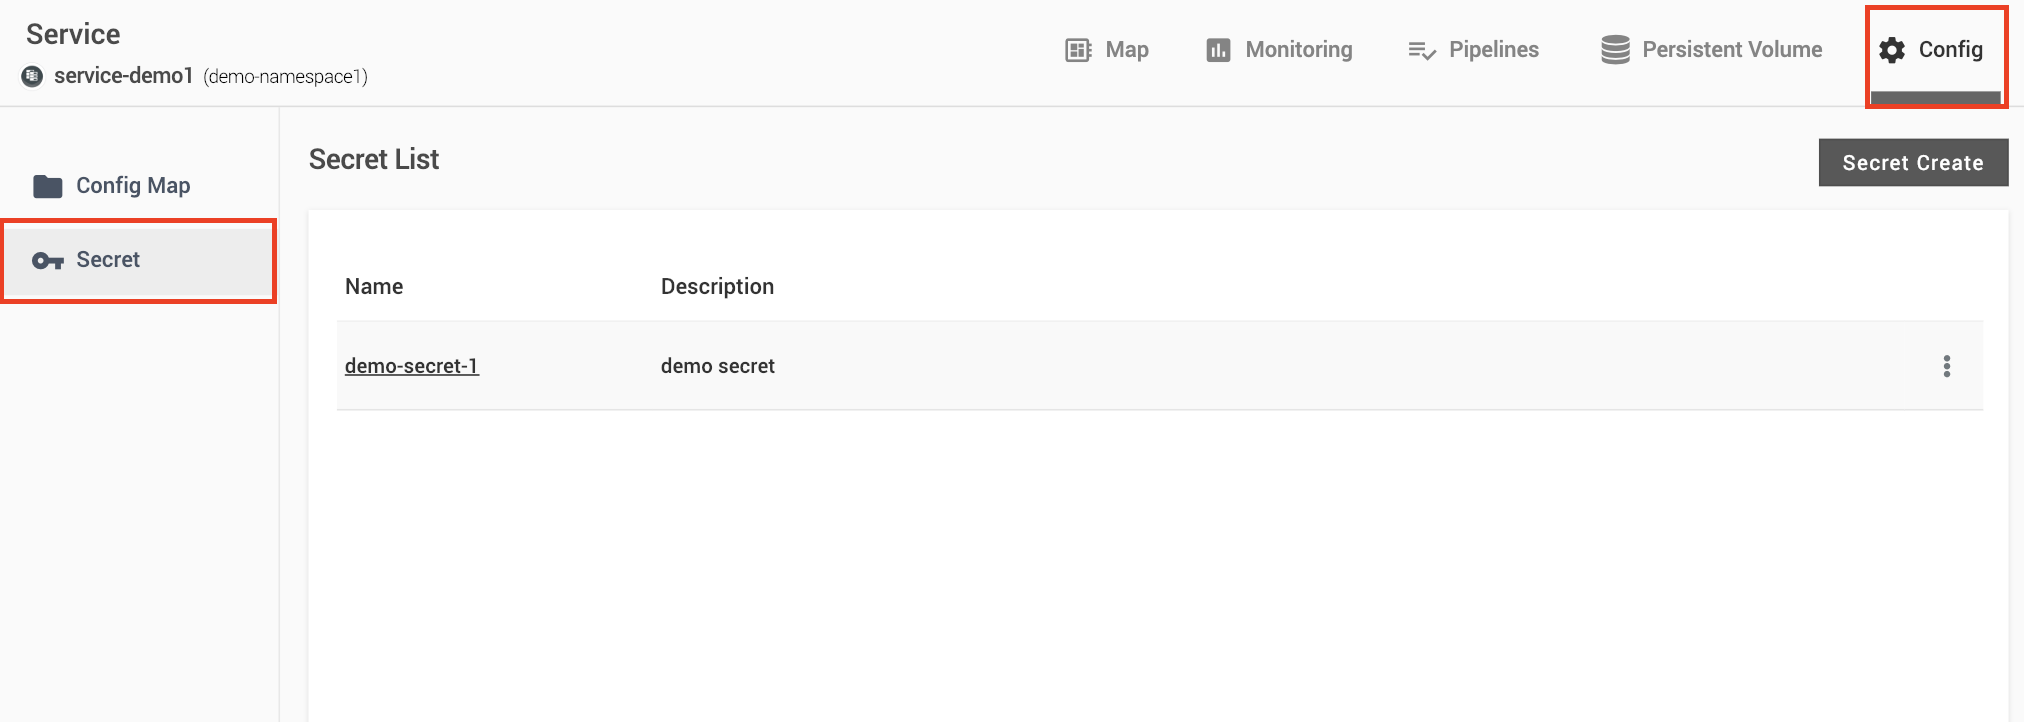 Service
service-demo1 (demo-namespace1)
Map
Monitoring
Pipelines
Persistent Volume
Config
Config Map
Secret
Secret List
Secret Create
Name Description
demo-secret-1 demo secret